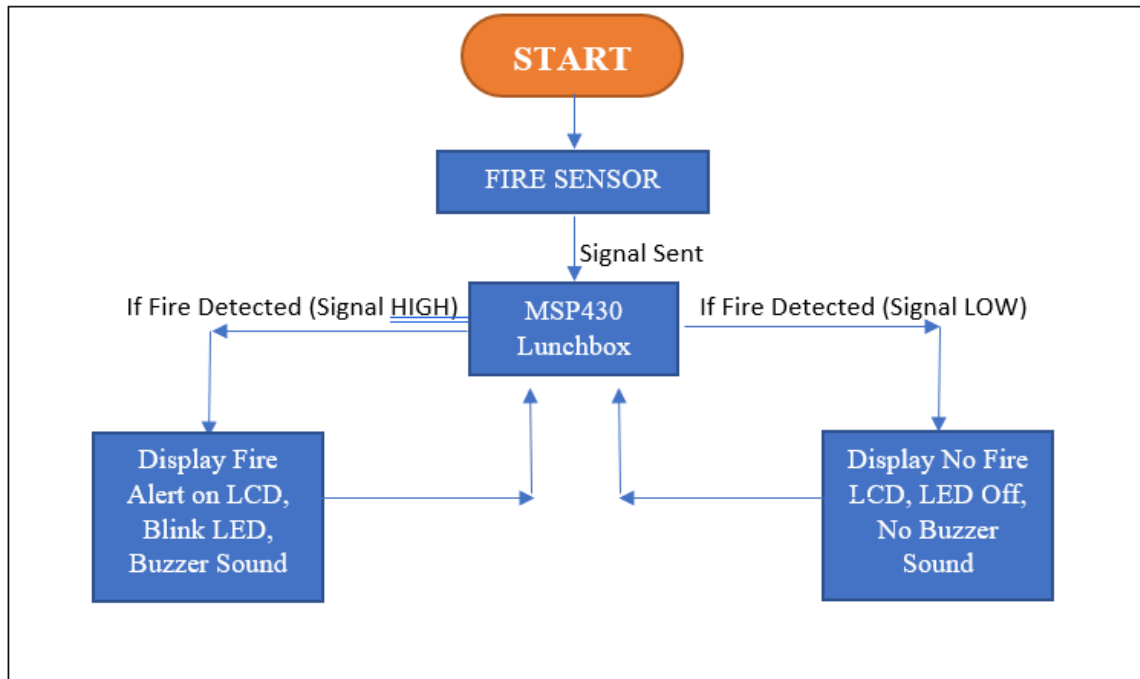 START
FIRE SENSOR
Signal Sent
If Fire Detected (Signal HIGH)
MSP430
Lunchbox
If Fire Detected (Signal LOW)
Display Fire
Alert on LCD,
Blink LED,
Buzzer Sound
Display No Fire
LCD, LED Off,
No Buzzer
Sound